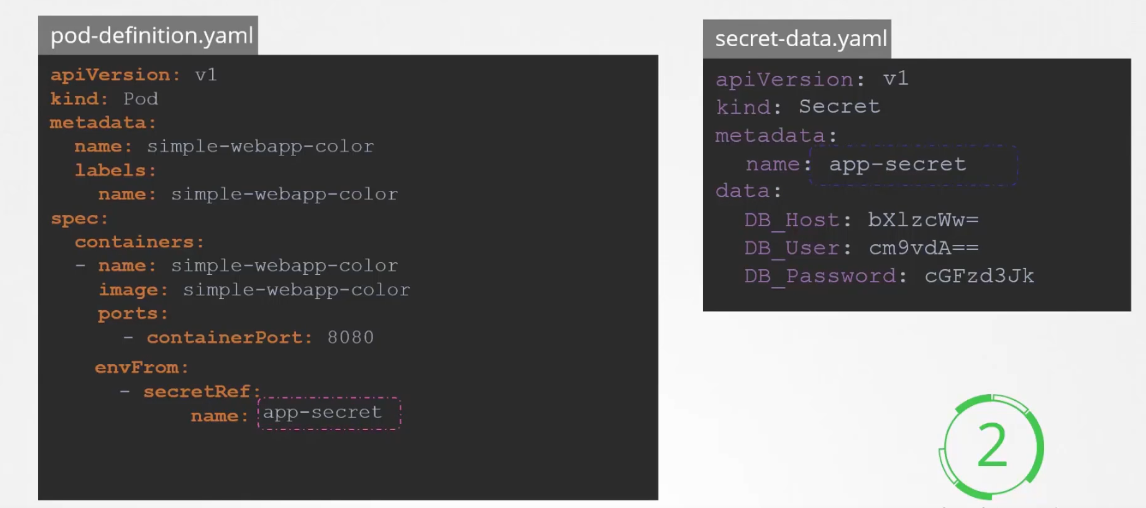 pod-definition.yaml
apiVersion: v1
kind: Pod
metadata:
  name: simple-webapp-color
  labels:
    name: simple-webapp-color
spec:
  containers:
  - name: simple-webapp-color
    image: simple-webapp-color
    ports:
      - containerPort: 8080
    envFrom:
      - secretRef:
            name: app-secret
secret-data.yaml
apiVersion: v1
kind: Secret
metadata:
  name: app-secret
data:
  DB_Host: bXlzcWw=
  DB_User: cm9vdA==
  DB_Password: cGFzd3Jk
2